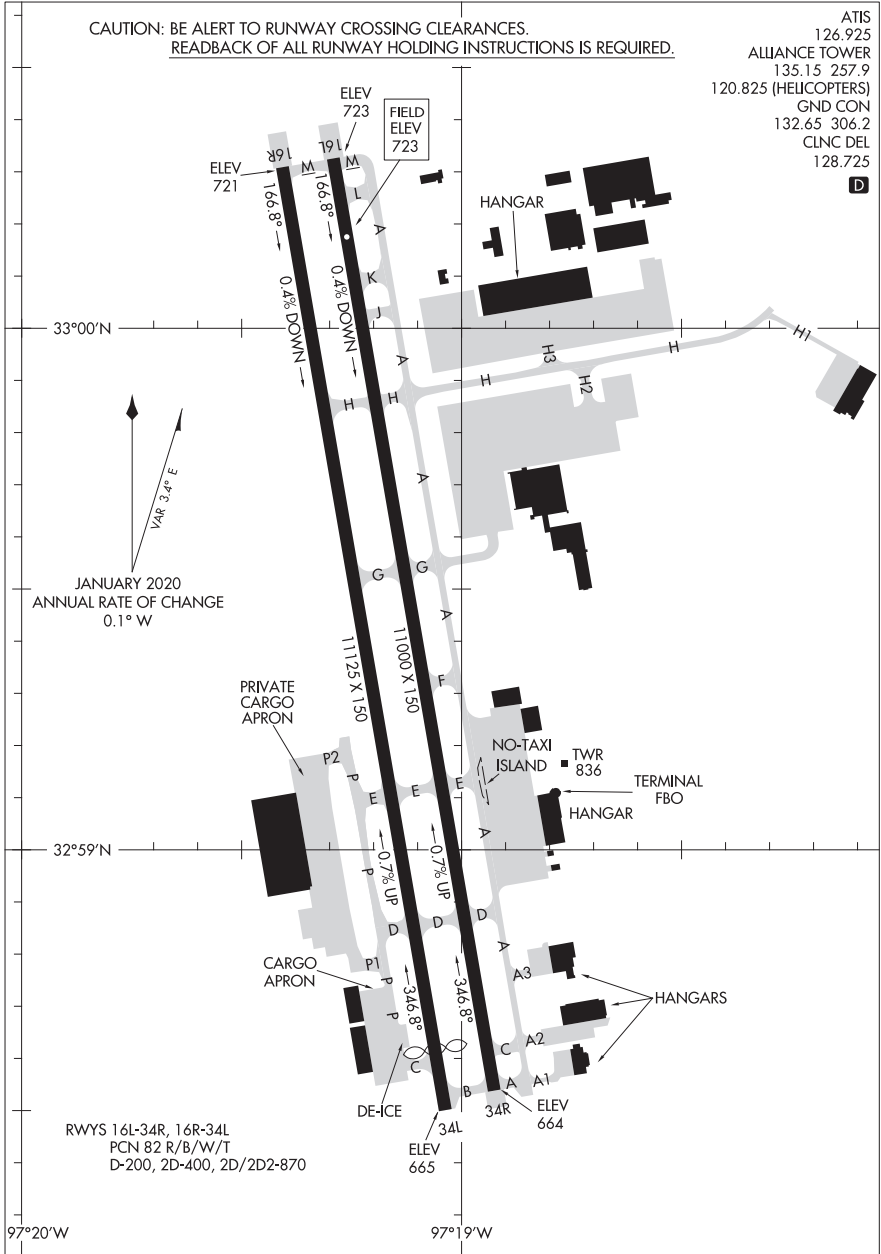 CAUTION: BE ALERT TO RUNWAY CROSSING CLEARANCES.
READBACK OF ALL RUNWAY HOLDING INSTRUCTIONS IS REQUIRED.
ATIS
126.925
ALLIANCE TOWER
135.15 257.9
120.825 (HELICOPTERS)
GND CON
132.65 306.2
CLNC DEL
128.725
D
ELEV
723
FIELD
ELEV
723
ELEV
721
16R
W
16L
W
166.8°
166.8°
L
A
K
J
HANGAR
0.4% DOWN
0.4% DOWN
33°00'N
A
H
H
H
H3
H2
H
H1
VAR 3.4° E
JANUARY 2020
ANNUAL RATE OF CHANGE
0.1° W
A
G
G
A
F
11125 X 150
11000 X 150
PRIVATE
CARGO
APRON
P2
P
E
E
E
NO-TAXI
ISLAND
TWR
836
TERMINAL
FBO
HANGAR
A
32°59'N
0.7% UP
0.7% UP
P
D
D
D
A
P1
P
P
CARGO
APRON
346.8°
346.8°
A3
HANGARS
C
C
A2
DE-ICE
B
A
A1
34L
34R
ELEV
664
ELEV
665
RWYS 16L-34R, 16R-34L
PCN 82 R/B/W/T
D-200, 2D-400, 2D/2D2-870
97°20'W
97°19'W